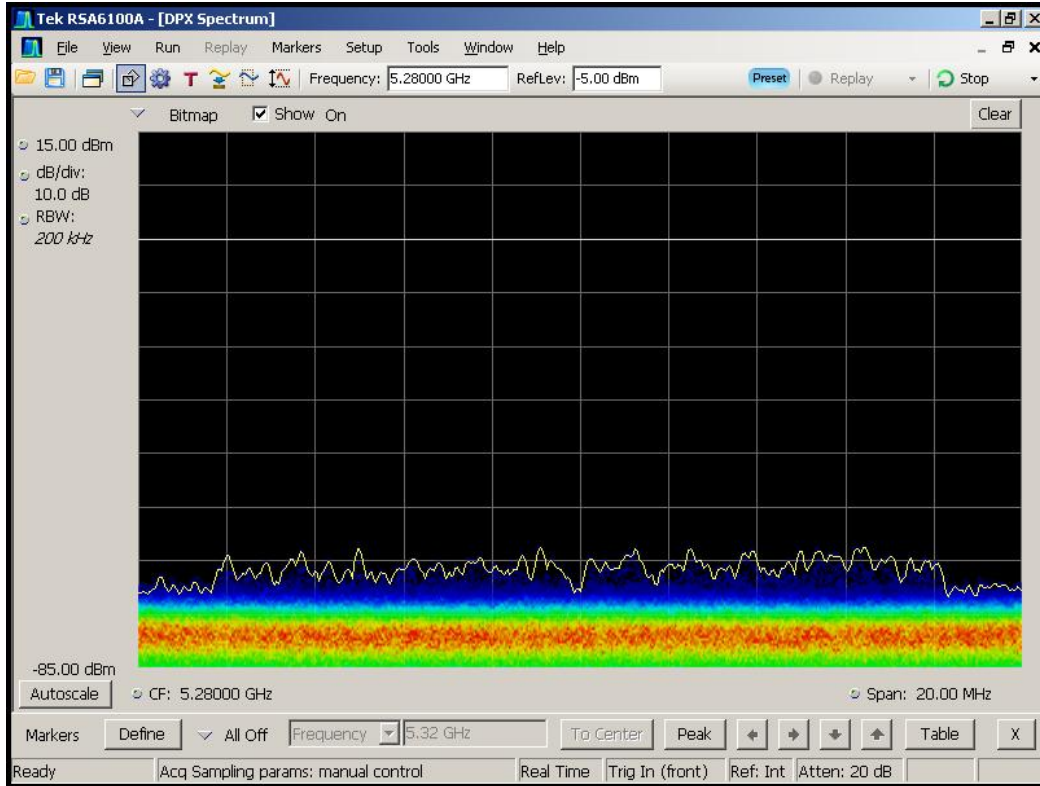 Tek RSA6100A - [DPX Spectrum]
File View Run Replay Markers Setup Tools Window Help
T Frequency: 5.28000 GHz RefLev: -5.00 dBm Preset Replay Stop
Bitmap Show On Clear
15.00 dBm
dB/div:
10.0 dB
RBW:
200 kHz
-85.00 dBm
Autoscale CF: 5.28000 GHz Span: 20.00 MHz
Markers Define All Off Frequency 5.32 GHz To Center Peak Table X
Ready Acq Sampling params: manual control Real Time Trig In (front) Ref: Int Atten: 20 dB